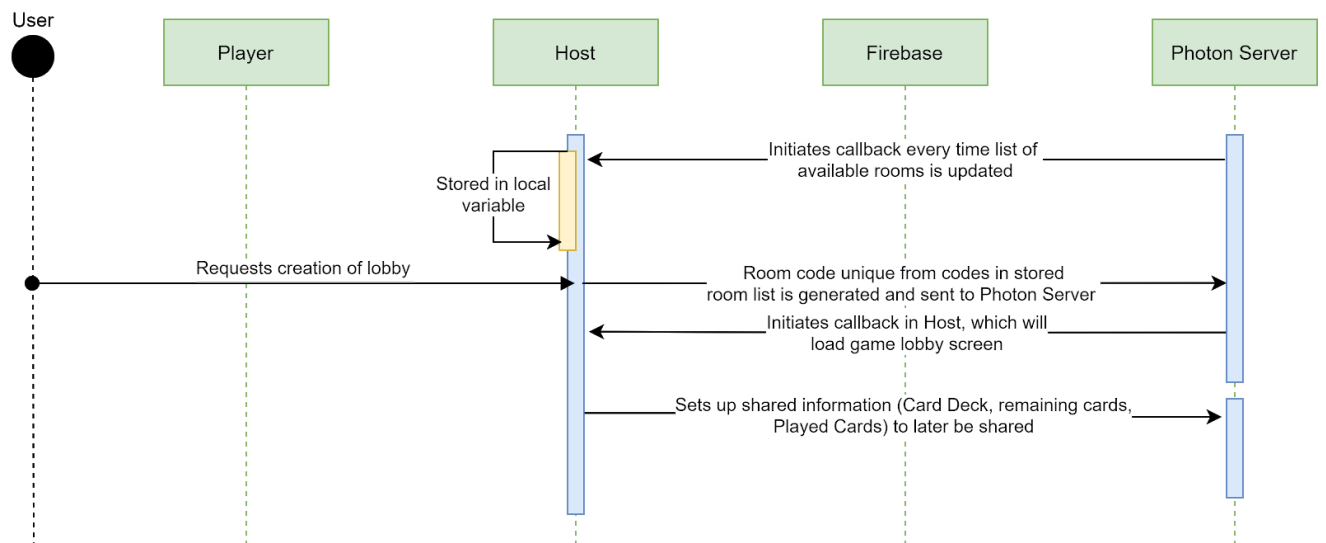 User
Player
Host
Firebase
Photon Server
Initiates callback every time list of
available rooms is updated
Stored in local
variable
Requests creation of lobby
Room code unique from codes in stored
room list is generated and sent to Photon Server
Initiates callback in Host, which will
load game lobby screen
Sets up shared information (Card Deck, remaining cards,
Played Cards) to later be shared